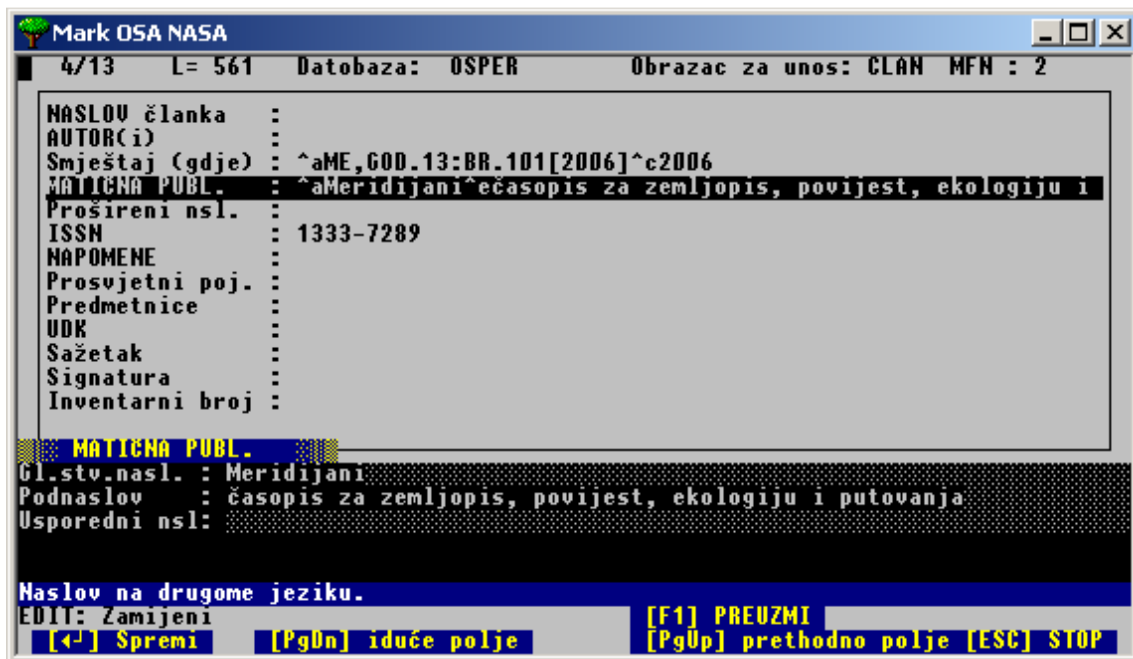 Mark OSA NASA
4/13 L= 561 Datobaza: OSPER Obrazac za unos: CLAN MFN : 2
NASLOV članka :
AUTOR(i) :
Smještaj (gdje) : ^aME,GOD.13:BR.101[2006]^c2006
MATIČNA PUBL. : ^aMeridijani^ečasopis za zemljopis, povijest, ekologiju i
Prošireni nsl. :
ISSN : 1333-7289
NAPOMENE :
Prosvjetni poj. :
Predmetnice :
UDK :
Sažetak :
Signatura :
Inventarni broj :
MATIČNA PUBL.
Gl.stv.nasl. : Meridijani
Podnaslov : časopis za zemljopis, povijest, ekologiju i putovanja
Usporedni nsl:
Naslov na drugome jeziku.
EDIT: Zamijeni [F1] PREUZMI
[↵] Spremi [PgDn] iduće polje [PgUp] prethodno polje [ESC] STOP